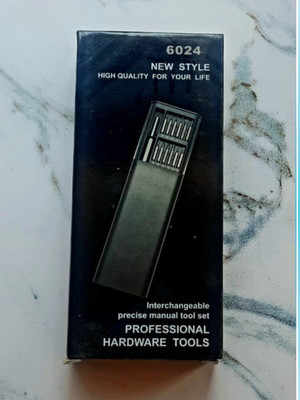 6024
NEW STYLE
HIGH QUALITY FOR YOUR LIFE
Interchangeable
precise manual tool set
PROFESSIONAL
HARDWARE TOOLS